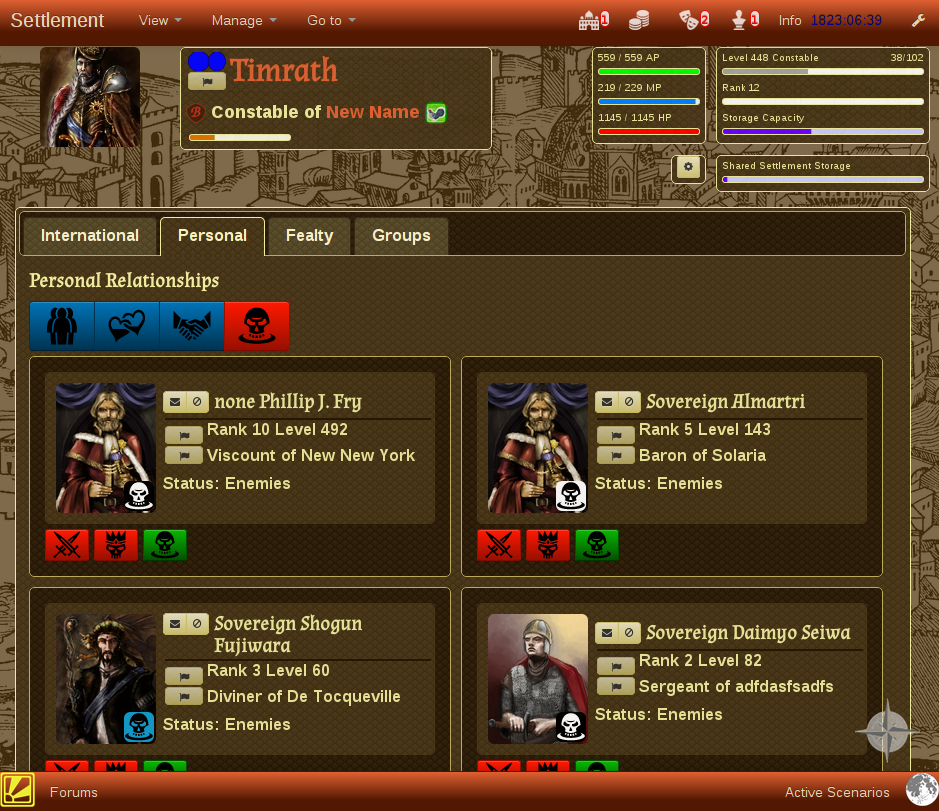 Settlement View Manage Go to 1 2 1 Info 1823:06:39
Timrath
B Constable of New Name
559 / 559 AP
219 / 229 MP
1145 / 1145 HP
Level 448 Constable 38/102
Rank 12
Storage Capacity
Shared Settlement Storage
International Personal Fealty Groups
Personal Relationships
none Phillip J. Fry
Rank 10 Level 492
Viscount of New New York
Status: Enemies
Sovereign Almartri
Rank 5 Level 143
Baron of Solaria
Status: Enemies
Sovereign Shogun
Fujiwara
Rank 3 Level 60
Diviner of De Tocqueville
Status: Enemies
Sovereign Daimyo Seiwa
Rank 2 Level 82
Sergeant of adfdasfsadfs
Status: Enemies
Forums Active Scenarios